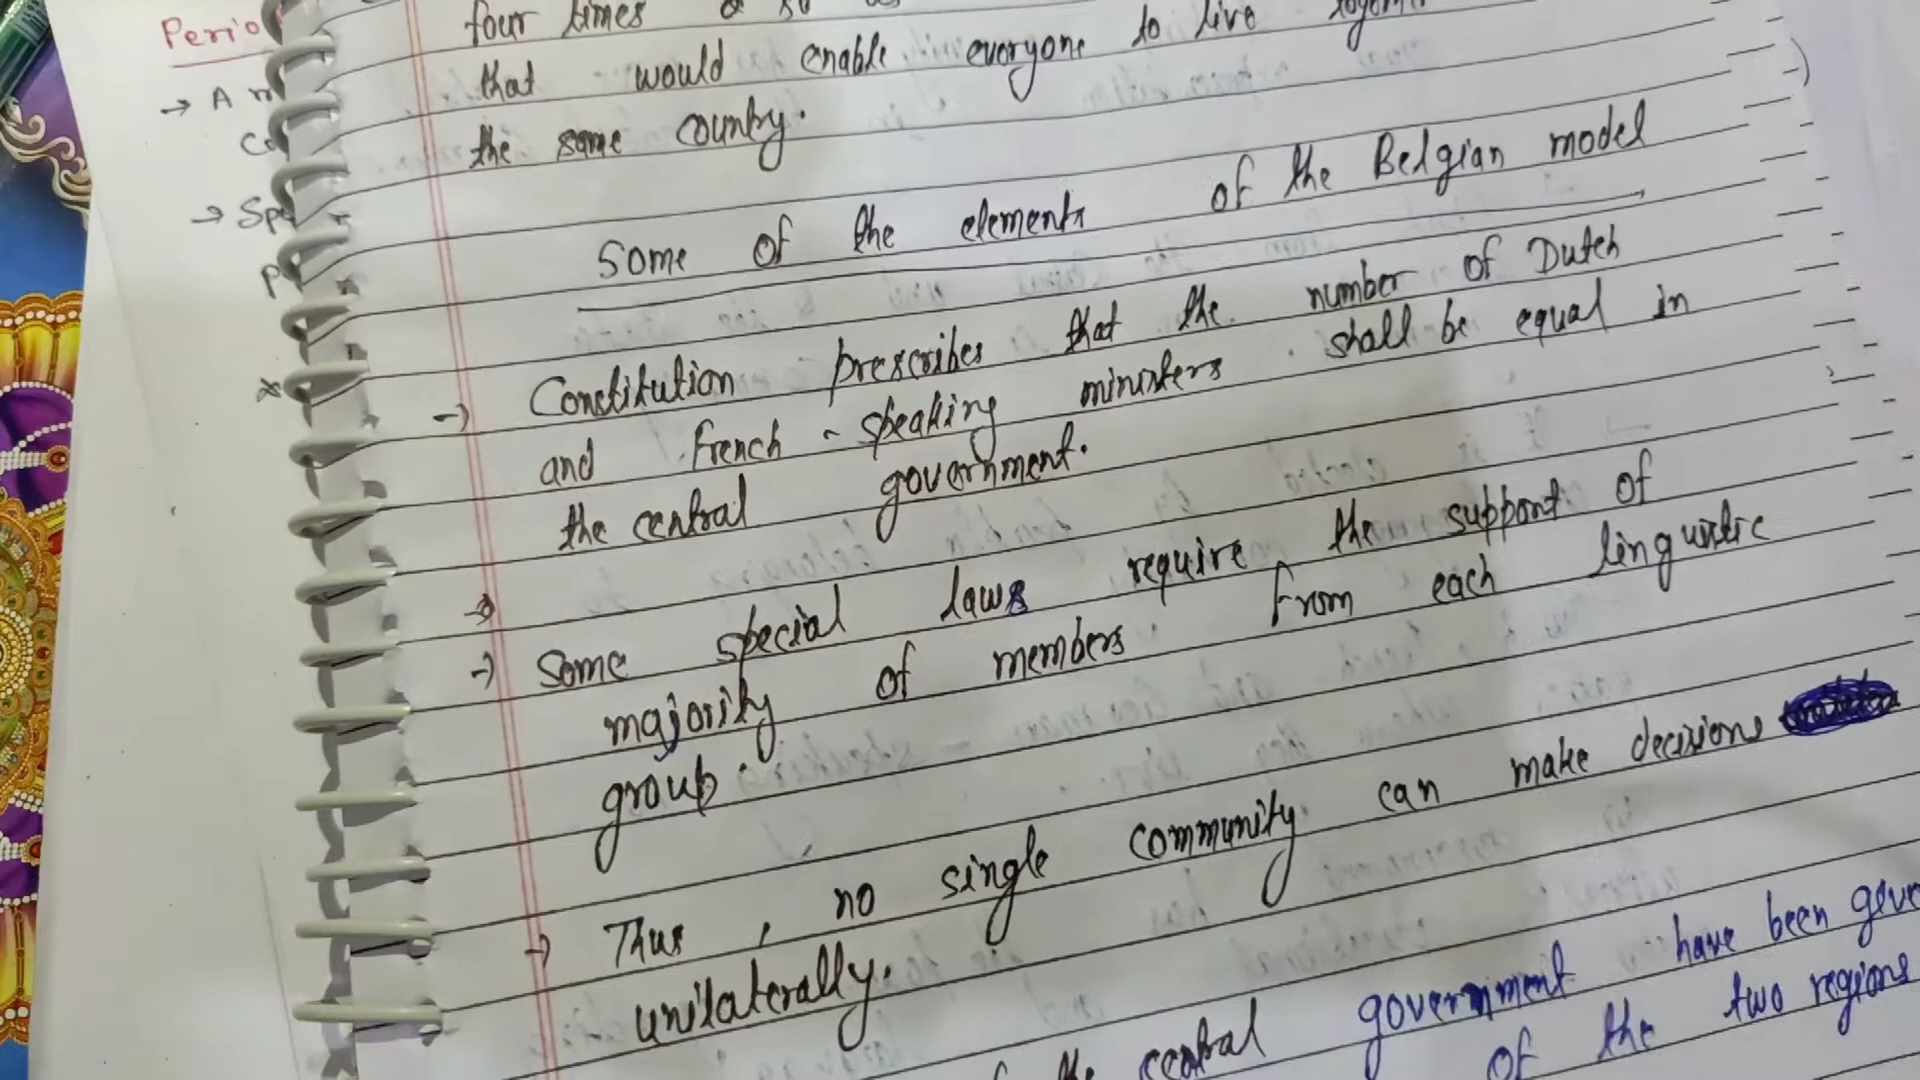 Perio
→ A
→ Spe
four times
that would enable everyone to live
the same country.
Some of the elements of the Belgian model
→ Constitution prescribes that the number of Dutch
and French - speaking ministers shall be equal in
the central government.
→
→ Some special laws require the support of
majority of members from each linguistic
group.
→ Thus, no single community can make decisions
unilaterally.
the central government have been give
of the two regions